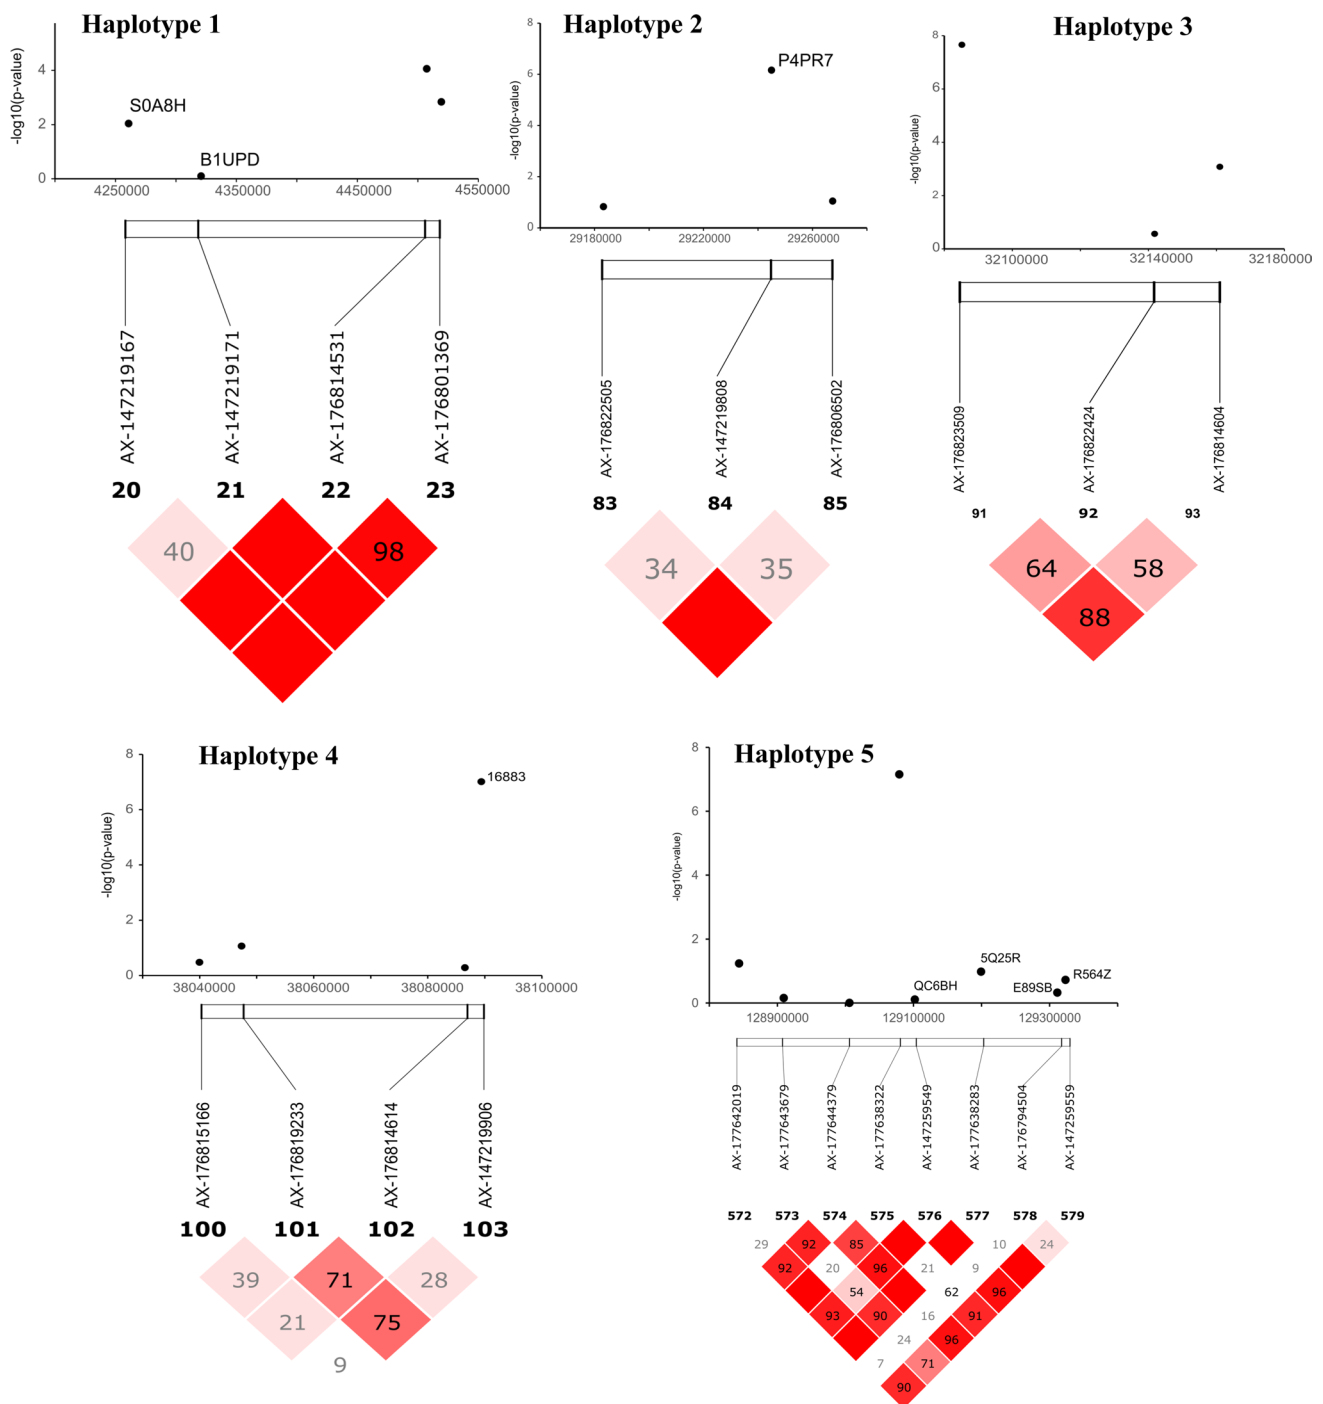 Haplotype 1
-log10(p-value)
4
2
0
S0A8H
B1UPD
4250000 4350000 4450000 4550000
AX-147219167
AX-147219171
AX-176814531
AX-176801369
20 21 22 23
40 98
Haplotype 2
-log10(p-value)
8
6
4
2
0
P4PR7
29180000 29220000 29260000
AX-176822505
AX-147219808
AX-176806502
83 84 85
34 35
Haplotype 3
-log10(p-value)
8
6
4
2
0
32100000 32140000 32180000
AX-176823509
AX-176822424
AX-176814604
91 92 93
64 58
88
Haplotype 4
-log10(p-value)
8
6
4
2
0
16883
38040000 38060000 38080000 38100000
AX-176815166
AX-176819233
AX-176814614
AX-147219906
100 101 102 103
39 71 28
21 75
9
Haplotype 5
-log10(p-value)
8
6
4
2
0
5Q25R
QC6BH
E89SB
R564Z
128900000 129100000 129300000
AX-177642019
AX-177643679
AX-177644379
AX-177638322
AX-147259549
AX-177638283
AX-176794504
AX-147259559
572 573 574 575 576 577 578 579
29 92 85 10 24
92 20 96 21 9
54 62 96
93 90 16 91
24 96
7 71
90